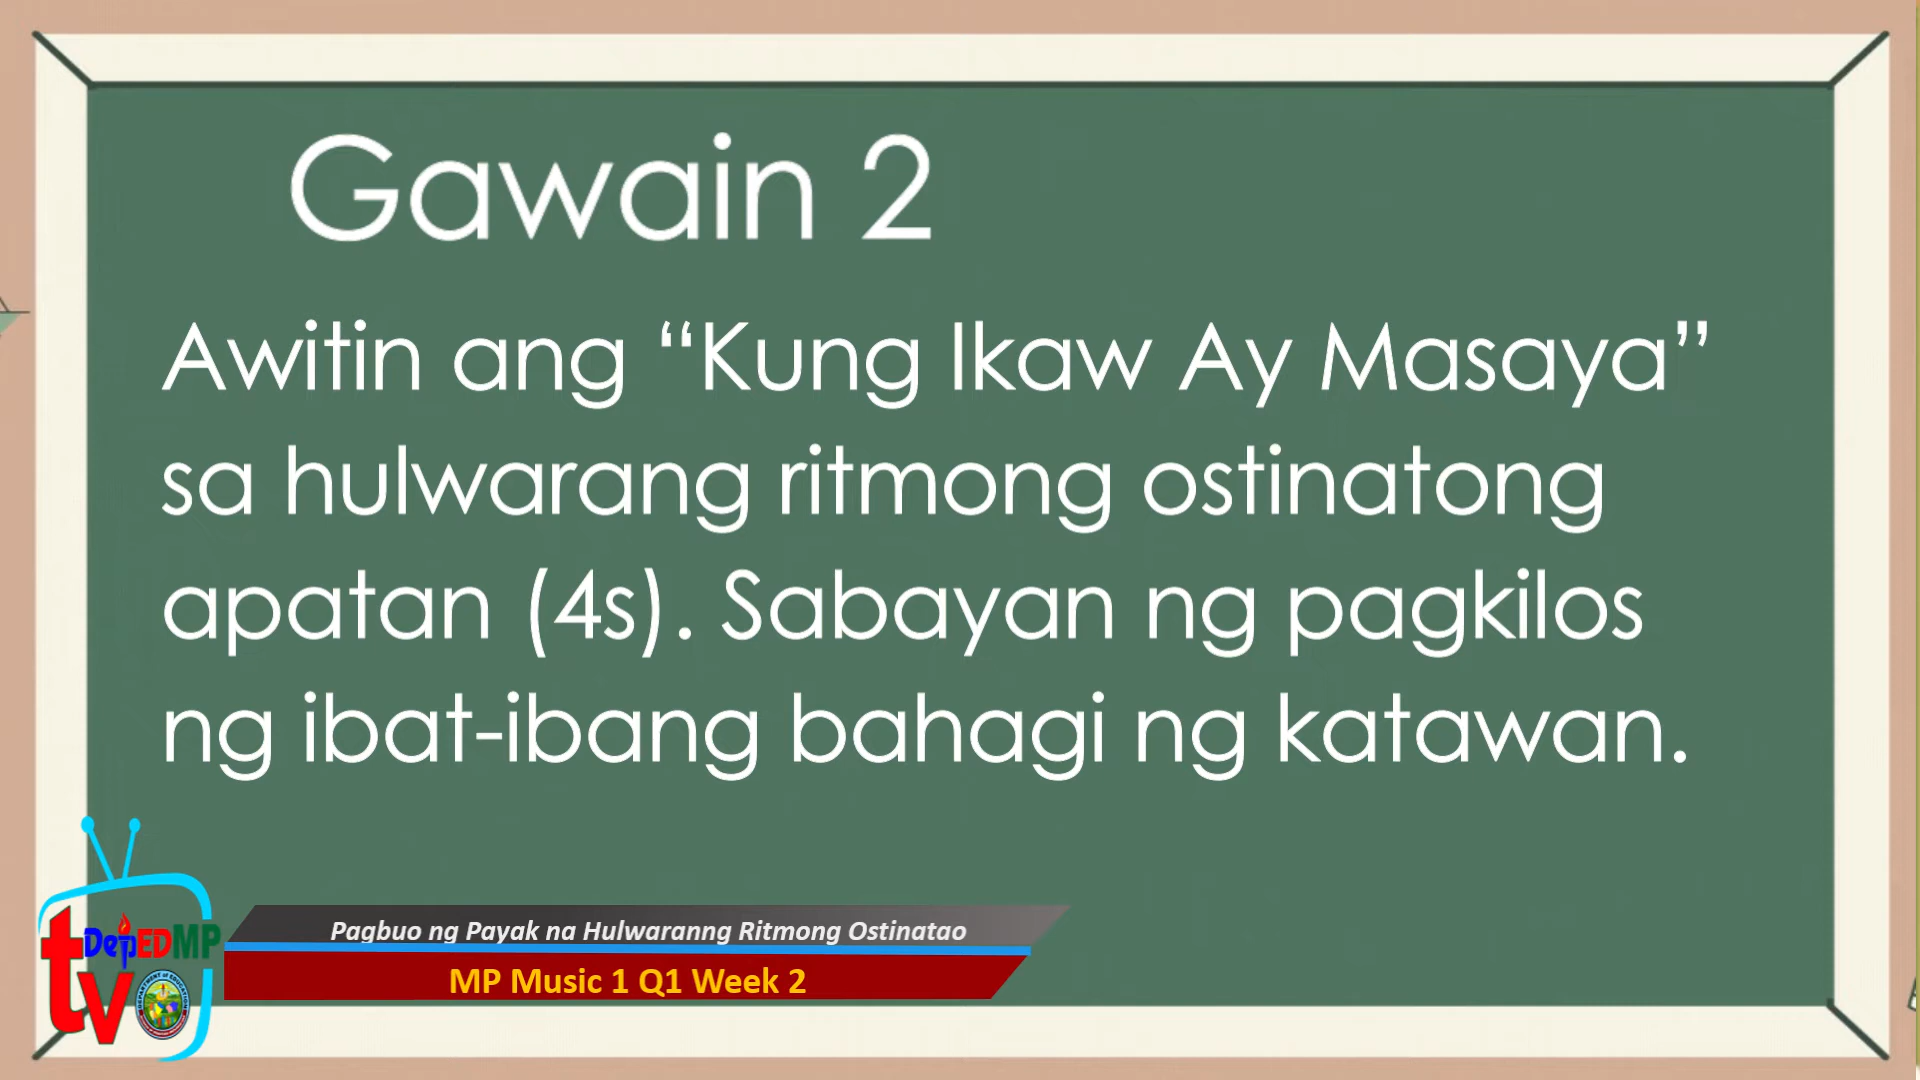 Gawain 2
Awitin ang “Kung Ikaw Ay Masaya”
sa hulwarang ritmong ostinatong
apatan (4s). Sabayan ng pagkilos
ng ibat-ibang bahagi ng katawan.
Pagbuo ng Payak na Hulwaranng Ritmong Ostinatao
MP Music 1 Q1 Week 2
DepEDMP
tv